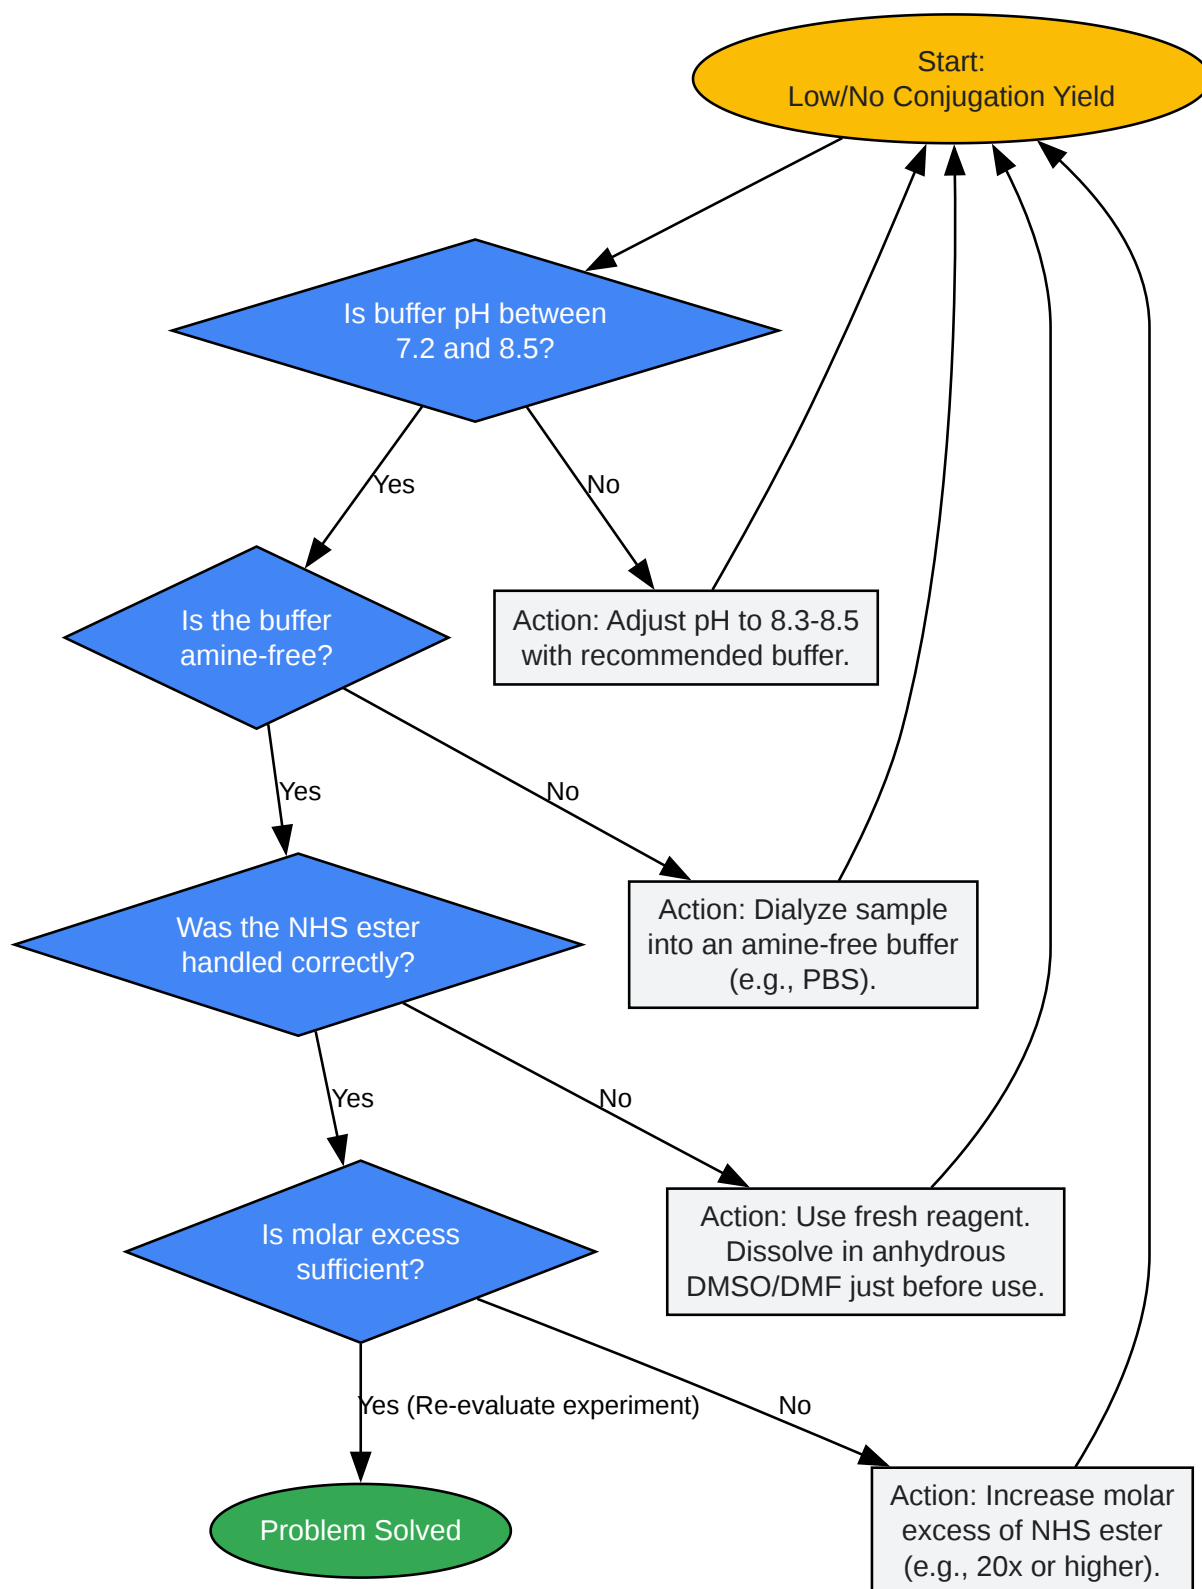 Start:
Low/No Conjugation Yield
Is buffer pH between
7.2 and 8.5?
Yes
No
Is the buffer
amine-free?
Action: Adjust pH to 8.3-8.5
with recommended buffer.
Yes
No
Was the NHS ester
handled correctly?
Action: Dialyze sample
into an amine-free buffer
(e.g., PBS).
Yes
No
Is molar excess
sufficient?
Action: Use fresh reagent.
Dissolve in anhydrous
DMSO/DMF just before use.
Yes (Re-evaluate experiment)
No
Problem Solved
Action: Increase molar
excess of NHS ester
(e.g., 20x or higher).